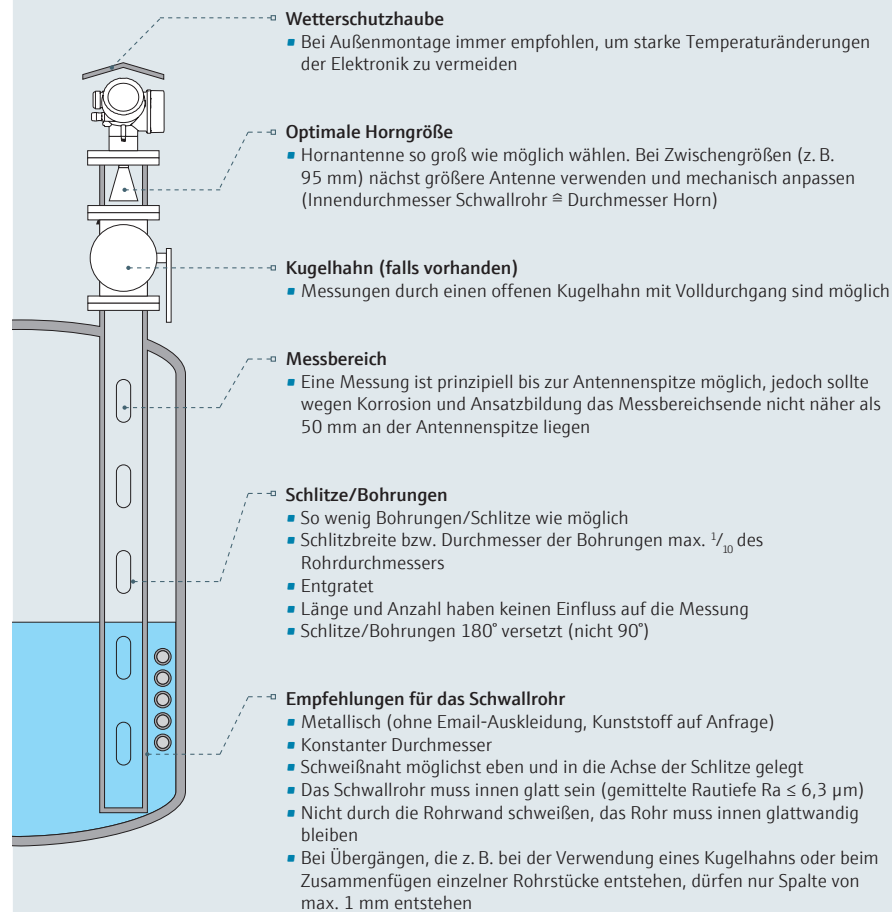 Wetterschutzhaube
▪ Bei Außenmontage immer empfohlen, um starke Temperaturänderungen
der Elektronik zu vermeiden
Optimale Horngröße
▪ Hornantenne so groß wie möglich wählen. Bei Zwischengrößen (z. B.
95 mm) nächst größere Antenne verwenden und mechanisch anpassen
(Innendurchmesser Schwallrohr ≙ Durchmesser Horn)
Kugelhahn (falls vorhanden)
▪ Messungen durch einen offenen Kugelhahn mit Volldurchgang sind möglich
Messbereich
▪ Eine Messung ist prinzipiell bis zur Antennenspitze möglich, jedoch sollte
wegen Korrosion und Ansatzbildung das Messbereichsende nicht näher als
50 mm an der Antennenspitze liegen
Schlitze/Bohrungen
▪ So wenig Bohrungen/Schlitze wie möglich
▪ Schlitzbreite bzw. Durchmesser der Bohrungen max. 1/10 des
Rohrdurchmessers
▪ Entgratet
▪ Länge und Anzahl haben keinen Einfluss auf die Messung
▪ Schlitze/Bohrungen 180° versetzt (nicht 90°)
Empfehlungen für das Schwallrohr
▪ Metallisch (ohne Email-Auskleidung, Kunststoff auf Anfrage)
▪ Konstanter Durchmesser
▪ Schweißnaht möglichst eben und in die Achse der Schlitze gelegt
▪ Das Schwallrohr muss innen glatt sein (gemittelte Rautiefe Ra ≤ 6,3 µm)
▪ Nicht durch die Rohrwand schweißen, das Rohr muss innen glattwandig
bleiben
▪ Bei Übergängen, die z. B. bei der Verwendung eines Kugelhahns oder beim
Zusammenfügen einzelner Rohrstücke entstehen, dürfen nur Spalte von
max. 1 mm entstehen